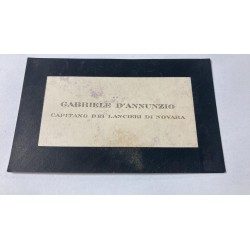 GABRIELE D'ANNUNZIO
CAPITANO DEI LANCIERI DI NOVARA